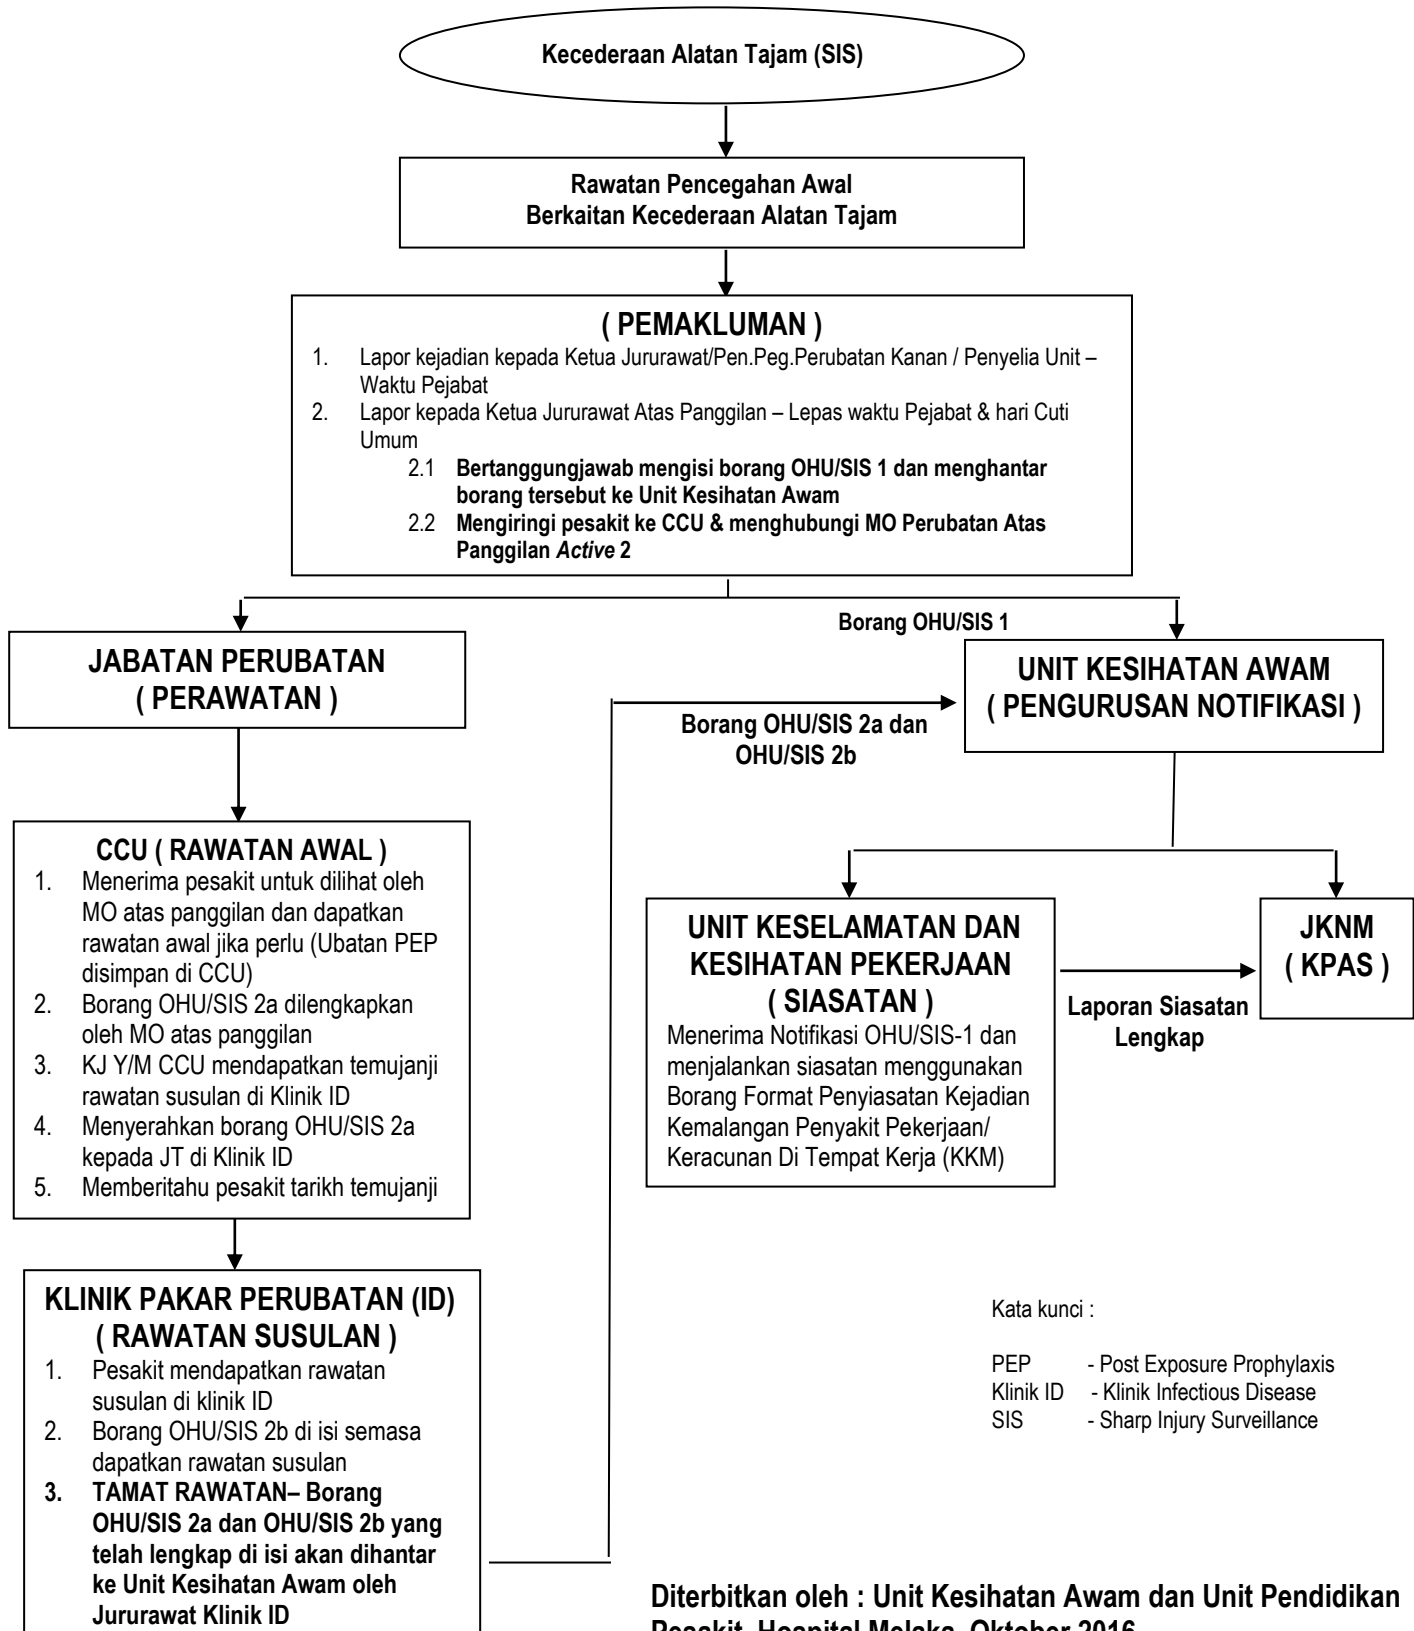 Kecederaan Alatan Tajam (SIS)
Rawatan Pencegahan Awal
Berkaitan Kecederaan Alatan Tajam
( PEMAKLUMAN )
1. Lapor kejadian kepada Ketua Jururawat/Pen.Peg.Perubatan Kanan / Penyelia Unit –
Waktu Pejabat
2. Lapor kepada Ketua Jururawat Atas Panggilan – Lepas waktu Pejabat & hari Cuti
Umum
2.1 Bertanggungjawab mengisi borang OHU/SIS 1 dan menghantar
borang tersebut ke Unit Kesihatan Awam
2.2 Mengiringi pesakit ke CCU & menghubungi MO Perubatan Atas
Panggilan Active 2
Borang OHU/SIS 1
JABATAN PERUBATAN
( PERAWATAN )
UNIT KESIHATAN AWAM
( PENGURUSAN NOTIFIKASI )
Borang OHU/SIS 2a dan
OHU/SIS 2b
CCU ( RAWATAN AWAL )
1. Menerima pesakit untuk dilihat oleh
MO atas panggilan dan dapatkan
rawatan awal jika perlu (Ubatan PEP
disimpan di CCU)
2. Borang OHU/SIS 2a dilengkapkan
oleh MO atas panggilan
3. KJ Y/M CCU mendapatkan temujanji
rawatan susulan di Klinik ID
4. Menyerahkan borang OHU/SIS 2a
kepada JT di Klinik ID
5. Memberitahu pesakit tarikh temujanji
UNIT KESELAMATAN DAN
KESIHATAN PEKERJAAN
( SIASATAN )
Menerima Notifikasi OHU/SIS-1 dan
menjalankan siasatan menggunakan
Borang Format Penyiasatan Kejadian
Kemalangan Penyakit Pekerjaan/
Keracunan Di Tempat Kerja (KKM)
Laporan Siasatan
Lengkap
JKNM
( KPAS )
KLINIK PAKAR PERUBATAN (ID)
( RAWATAN SUSULAN )
1. Pesakit mendapatkan rawatan
susulan di klinik ID
2. Borang OHU/SIS 2b di isi semasa
dapatkan rawatan susulan
3. TAMAT RAWATAN– Borang
OHU/SIS 2a dan OHU/SIS 2b yang
telah lengkap di isi akan dihantar
ke Unit Kesihatan Awam oleh
Jururawat Klinik ID
Kata kunci :
PEP - Post Exposure Prophylaxis
Klinik ID - Klinik Infectious Disease
SIS - Sharp Injury Surveillance
Diterbitkan oleh : Unit Kesihatan Awam dan Unit Pendidikan
Pesakit, Hospital Melaka, Oktober 2016